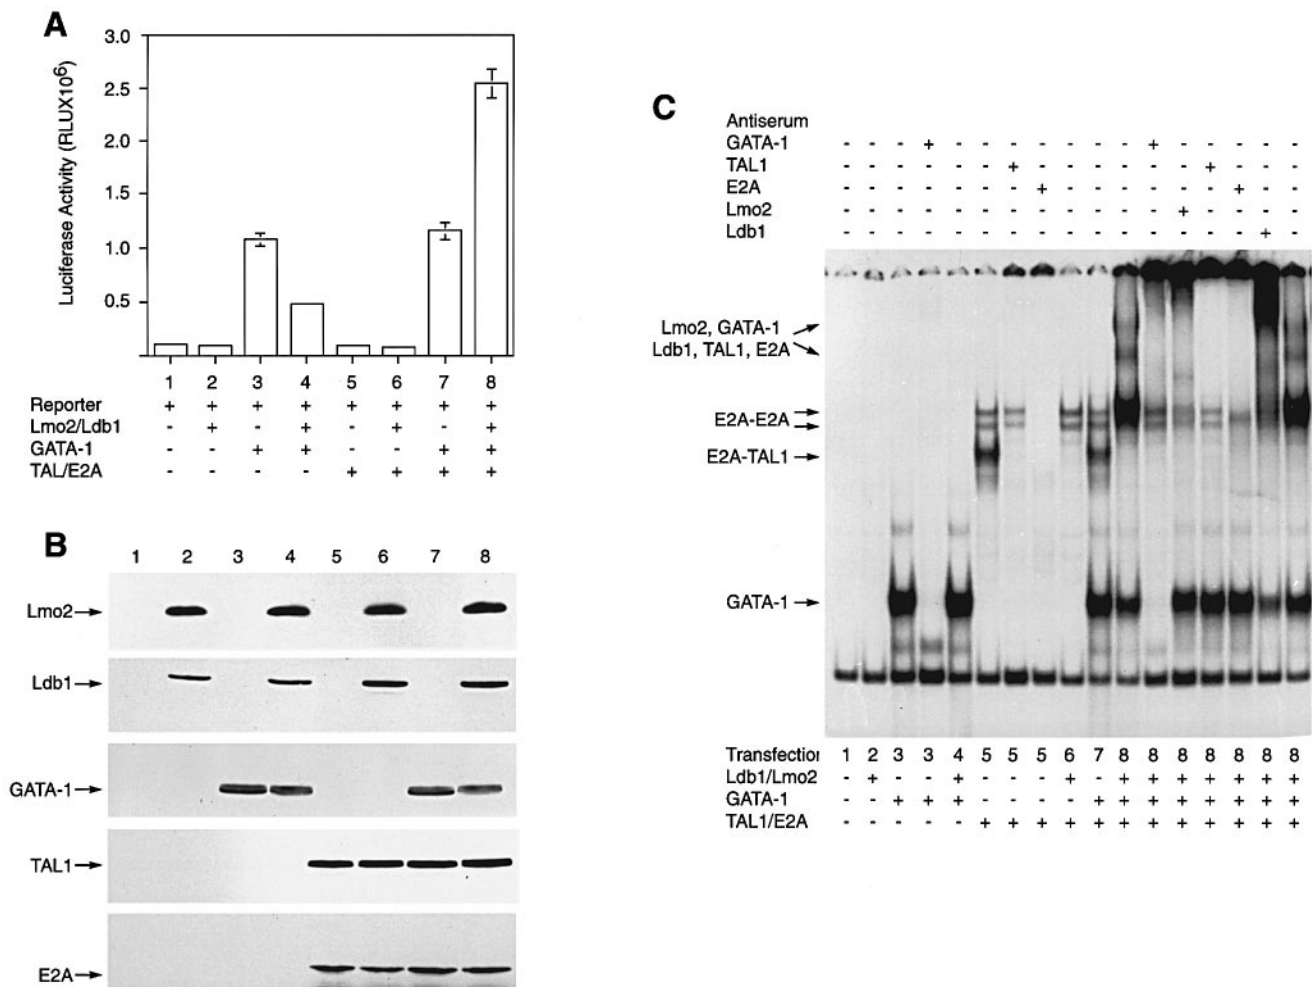 A
Luciferase Activity (RLUX10⁶)
3.0
2.5
2.0
1.5
1.0
0.5
1 2 3 4 5 6 7 8
Reporter + + + + + + + +
Lmo2/Ldb1 - + - + - + - +
GATA-1 - - + + - - + +
TAL/E2A - - - - + + + +
B
1 2 3 4 5 6 7 8
Lmo2
Ldb1
GATA-1
TAL1
E2A
C
Antiserum
GATA-1 - - - + - - - - - - - + - - - - -
TAL1 - - - - - - + - - - - - - + - - -
E2A - - - - - - - + - - - - - - + - -
Lmo2 - - - - - - - - - - - - + - - - -
Ldb1 - - - - - - - - - - - - - - - + -
Lmo2, GATA-1
Ldb1, TAL1, E2A
E2A-E2A
E2A-TAL1
GATA-1
Transfection 1 2 3 3 4 5 5 5 6 7 8 8 8 8 8 8 8
Ldb1/Lmo2 - + - - + - - - + - + + + + + + +
GATA-1 - - + + + - - - - + + + + + + + +
TAL1/E2A - - - - - + + + + + + + + + + + +